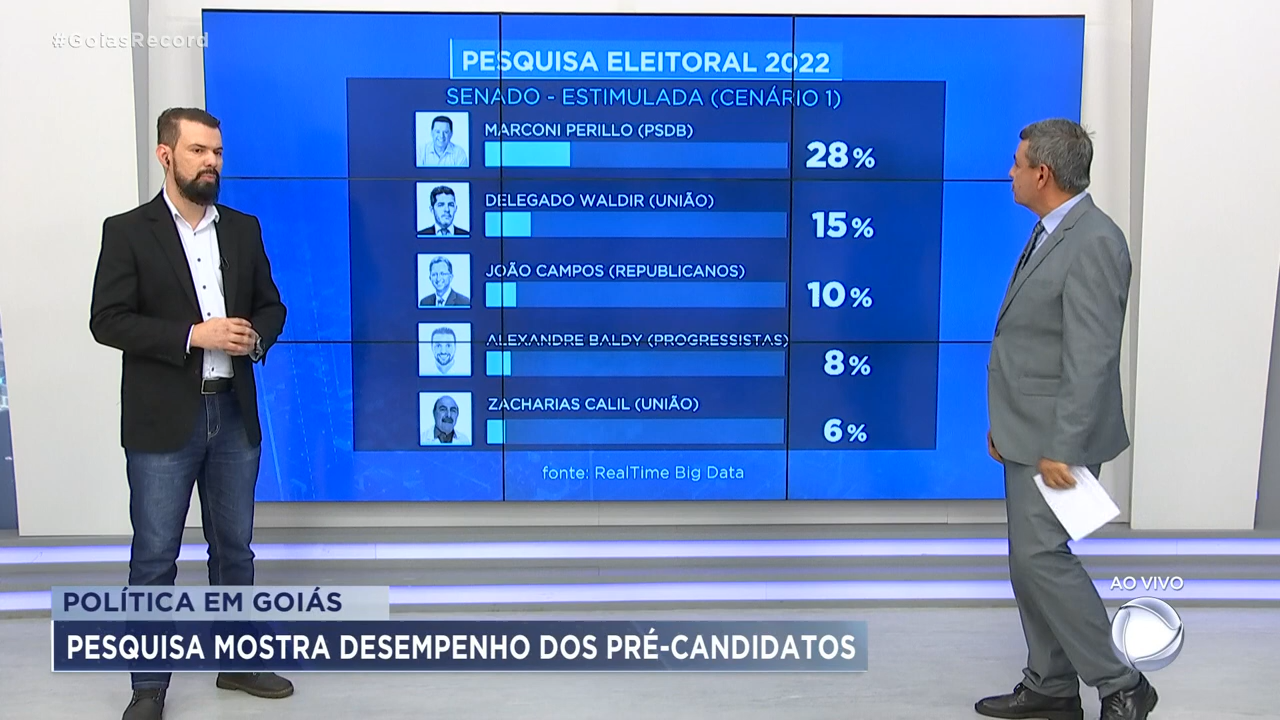 #GoiasRecord
PESQUISA ELEITORAL 2022
SENADO - ESTIMULADA (CENÁRIO 1)
MARCONI PERILLO (PSDB)
28%
DELEGADO WALDIR (UNIÃO)
15%
JOÃO CAMPOS (REPUBLICANOS)
10%
ALEXANDRE BALDY (PROGRESSISTAS)
8%
ZACHARIAS CALIL (UNIÃO)
6%
fonte: RealTime Big Data
AO VIVO
POLÍTICA EM GOIÁS
PESQUISA MOSTRA DESEMPENHO DOS PRÉ-CANDIDATOS